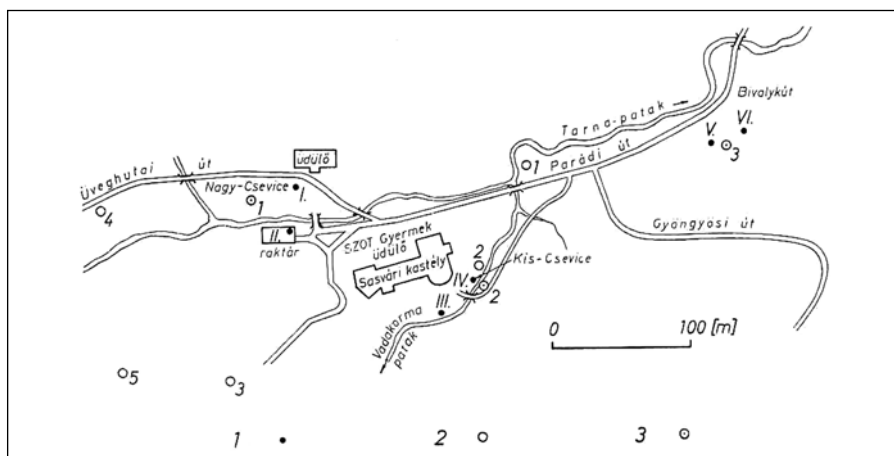 Bivalykút
Tarna-patak
V.
VI.
3
1
Parádi út
üdülő
Üveghutai út
Nagy-Csevice
I.
1
4
II.
raktár
SZOT Gyermek
üdülő
Sasvári kastély
Gyöngyösi út
2
Kis-Csevice
IV.
2
III.
Vadakorma
patak
0 100 [m]
5
3
1
2
3